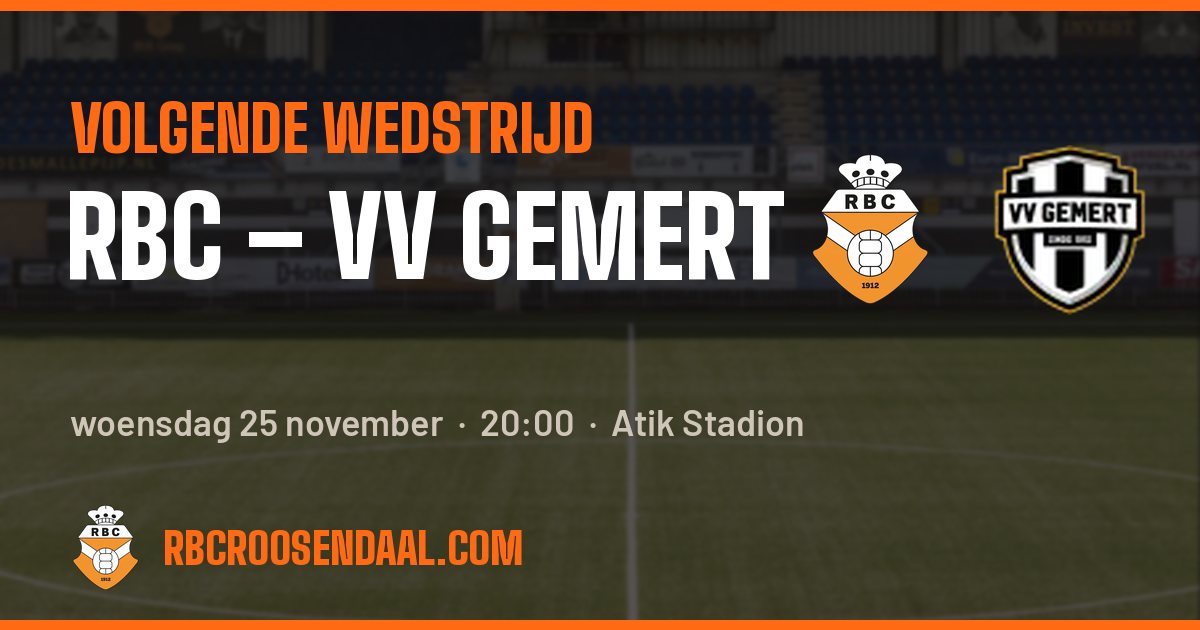 VOLGENDE WEDSTRIJD
RBC – VV GEMERT
RBC
1912
VV GEMERT
woensdag 25 november · 20:00 · Atik Stadion
RBC
1912
RBCROOSENDAAL.COM